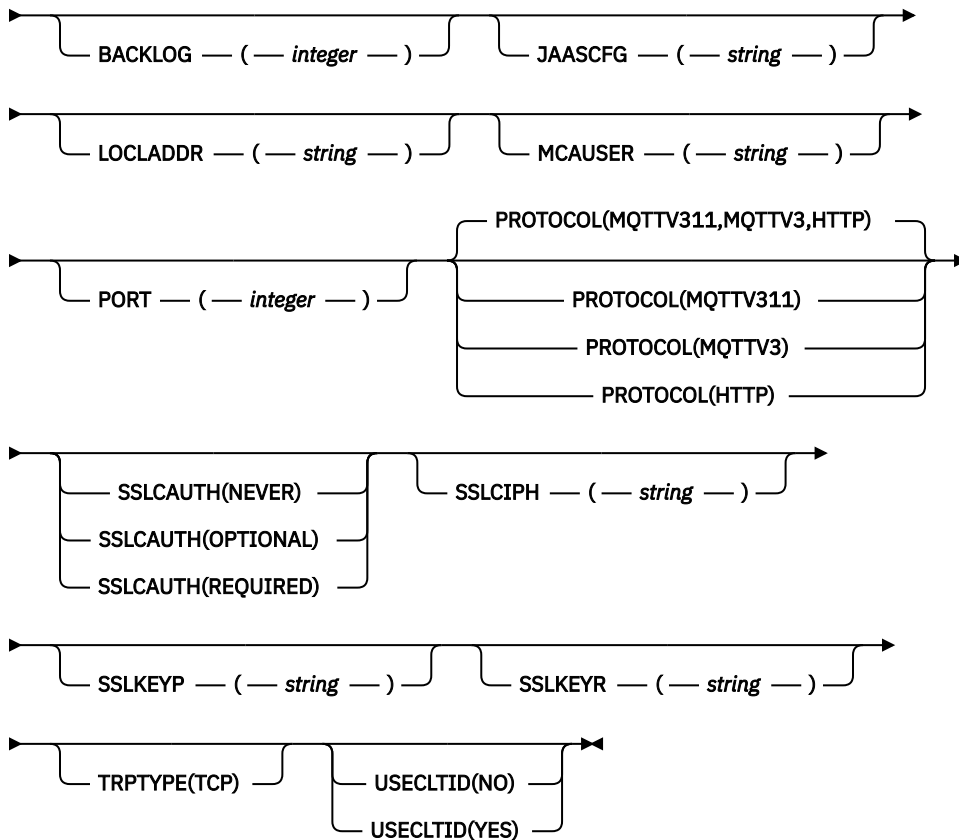 BACKLOG ( integer ) JAASCFG ( string )
LOCLADDR ( string ) MCAUSER ( string )
PROTOCOL(MQTTV311,MQTTV3,HTTP)
PORT ( integer ) PROTOCOL(MQTTV311)
PROTOCOL(MQTTV3)
PROTOCOL(HTTP)
SSLCAUTH(NEVER) SSLCIPH ( string )
SSLCAUTH(OPTIONAL)
SSLCAUTH(REQUIRED)
SSLKEYP ( string ) SSLKEYR ( string )
TRPTYPE(TCP) USECLTID(NO)
USECLTID(YES)